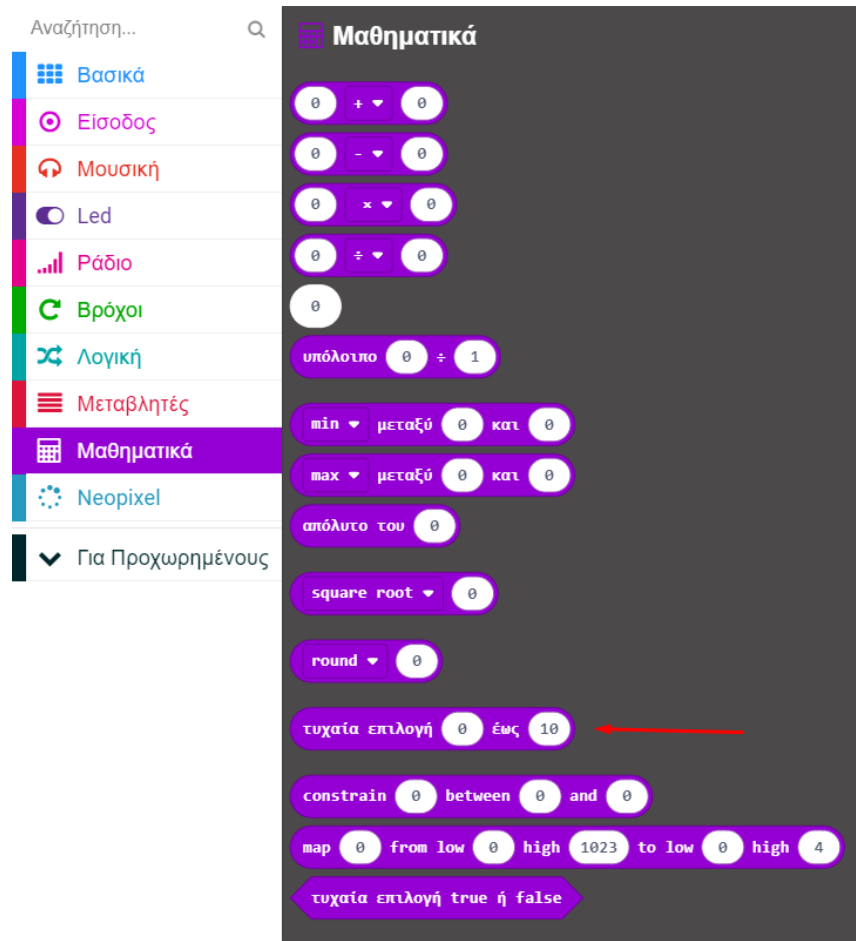 Αναζήτηση...
Βασικά
Είσοδος
Μουσική
Led
Ράδιο
Βρόχοι
Λογική
Μεταβλητές
Μαθηματικά
Neopixel
Για Προχωρημένους
Μαθηματικά
0 + 0
0 - 0
0 × 0
0 ÷ 0
0
υπόλοιπο 0 ÷ 1
min μεταξύ 0 και 0
max μεταξύ 0 και 0
απόλυτο του 0
square root 0
round 0
τυχαία επιλογή 0 έως 10
constrain 0 between 0 and 0
map 0 from low 0 high 1023 to low 0 high 4
τυχαία επιλογή true ή false